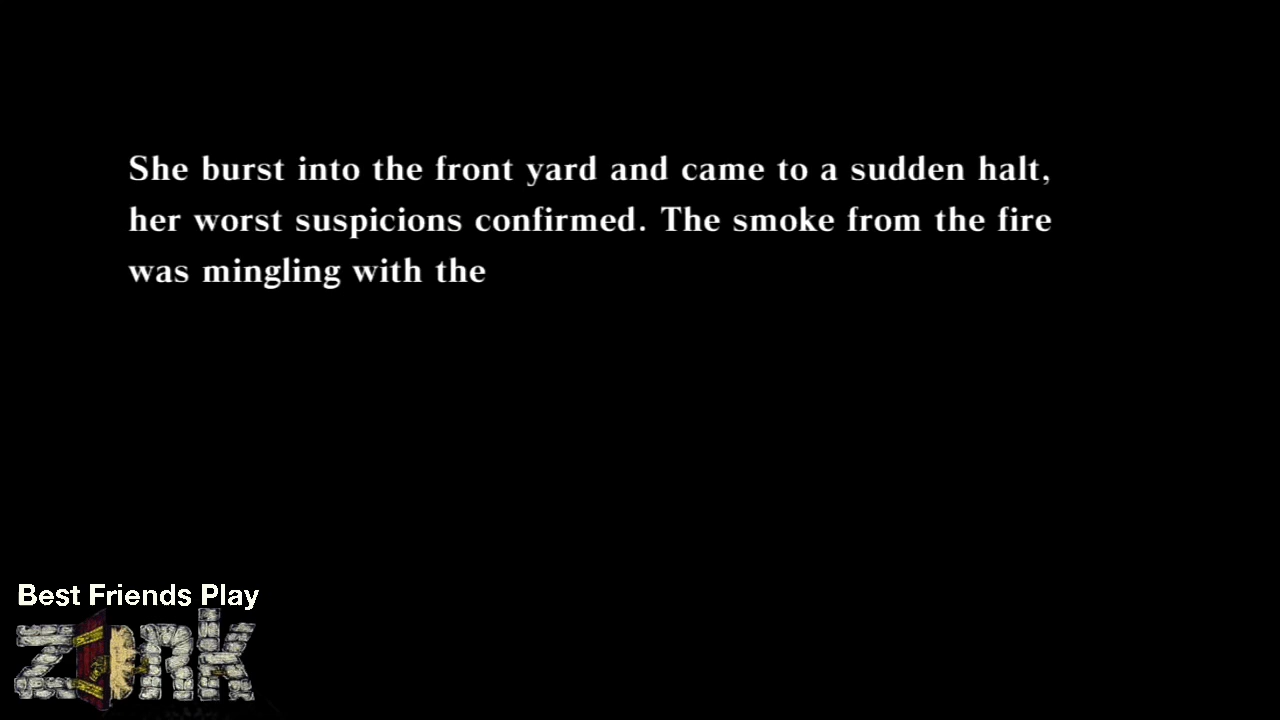 She burst into the front yard and came to a sudden halt,
her worst suspicions confirmed. The smoke from the fire
was mingling with the
Best Friends Play
ZORK